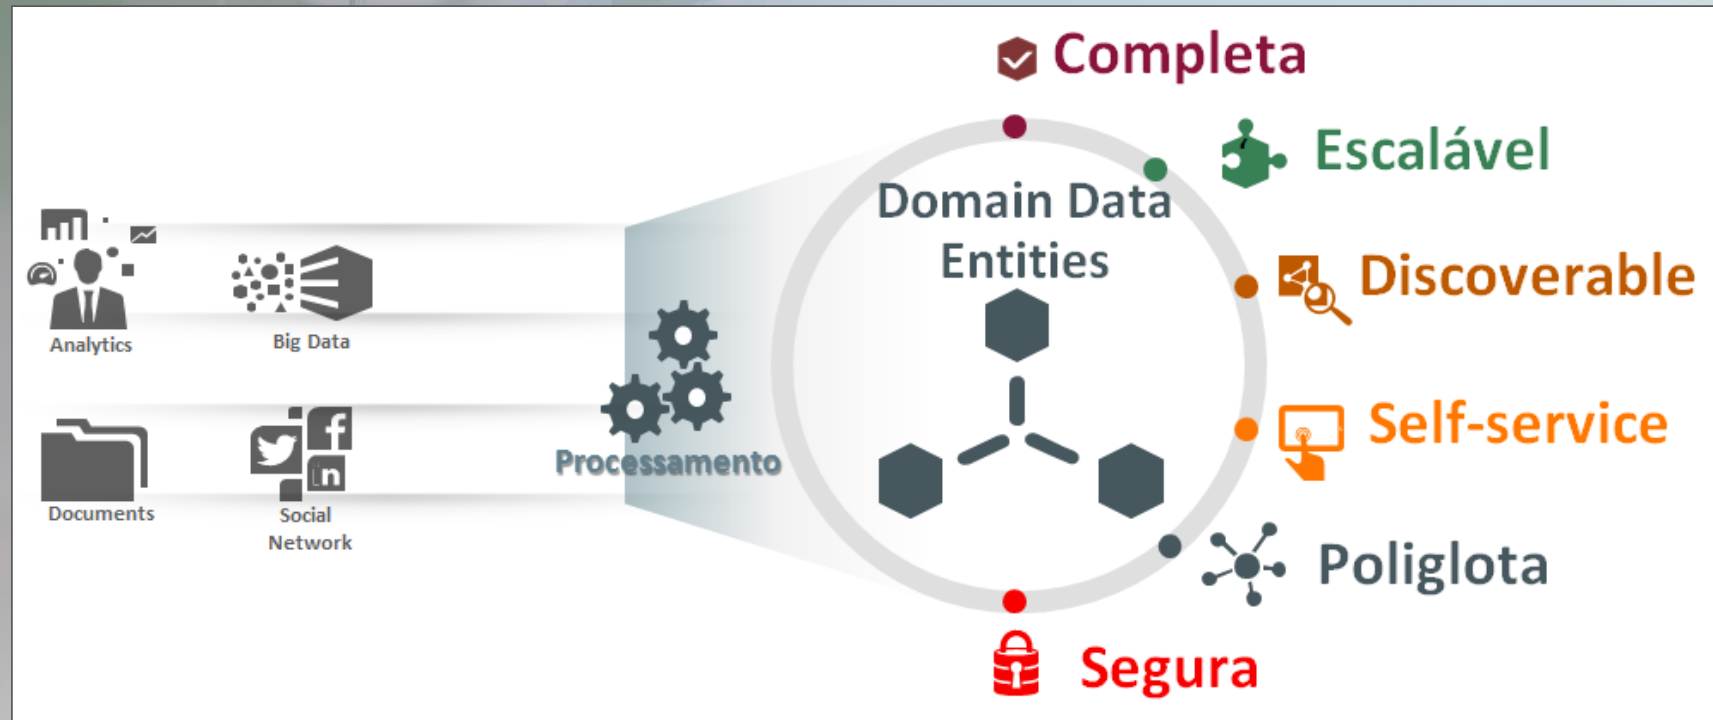 Completa
Escalável
Domain Data
Entities
Discoverable
Analytics
Big Data
Self-service
Processamento
Documents
Social
Network
Poliglota
Segura